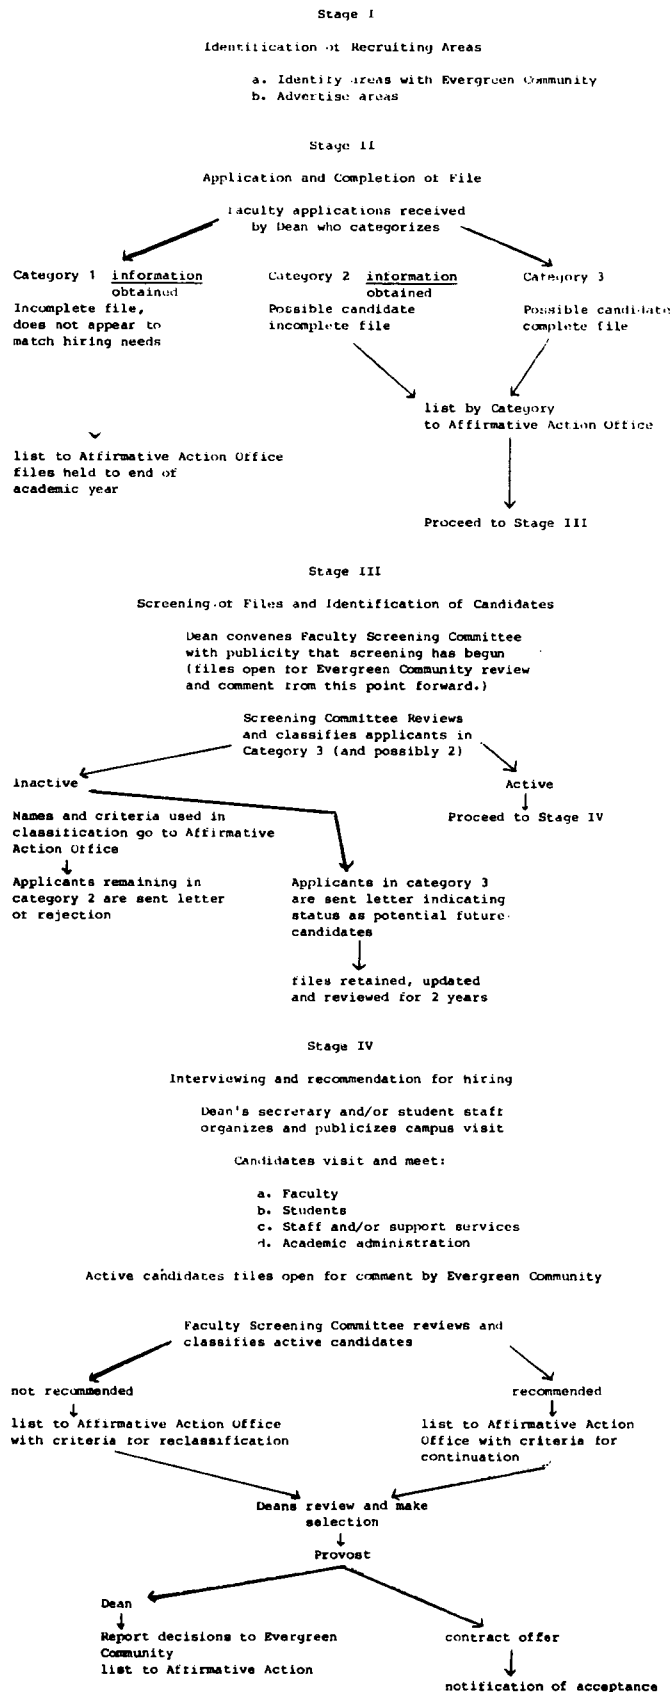 Stage I
Identification of Recruiting Areas
a. Identify areas with Evergreen Community
b. Advertise areas
Stage II
Application and Completion of File
Faculty applications received
by Dean who categorizes
Category 1 information
obtained
Incomplete file,
does not appear to
match hiring needs
Category 2 information
obtained
Possible candidate
incomplete file
Category 3
Possible candidate
complete file
list by Category
to Affirmative Action Office
list to Affirmative Action Office
files held to end of
academic year
Proceed to Stage III
Stage III
Screening of Files and Identification of Candidates
Dean convenes Faculty Screening Committee
with publicity that screening has begun
(files open for Evergreen Community review
and comment from this point forward.)
Screening Committee Reviews
and classifies applicants in
Category 3 (and possibly 2)
Inactive
Active
Names and criteria used in
classification go to Affirmative
Action Office
Proceed to Stage IV
Applicants remaining in
category 2 are sent letter
of rejection
Applicants in category 3
are sent letter indicating
status as potential future
candidates
files retained, updated
and reviewed for 2 years
Stage IV
Interviewing and recommendation for hiring
Dean's secretary and/or student staff
organizes and publicizes campus visit
Candidates visit and meet:
a. Faculty
b. Students
c. Staff and/or support services
d. Academic administration
Active candidates files open for comment by Evergreen Community
Faculty Screening Committee reviews and
classifies active candidates
not recommended
recommended
list to Affirmative Action Office
with criteria for reclassification
list to Affirmative Action
Office with criteria for
continuation
Deans review and make
selection
Provost
Dean
Report decisions to Evergreen
Community
list to Affirmative Action
contract offer
notification of acceptance